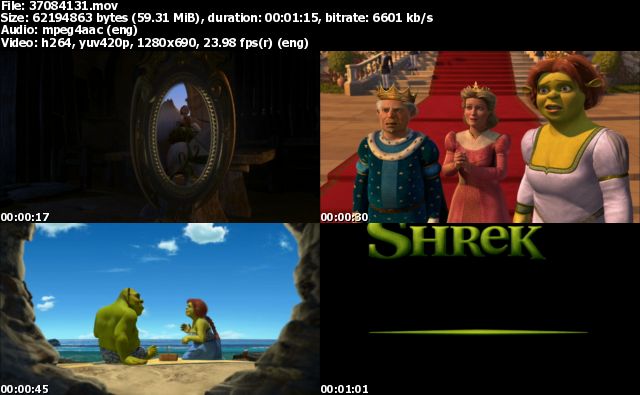 File: 37084131.mov
Size: 62194863 bytes (59.31 MiB), duration: 00:01:15, bitrate: 6601 kb/s
Audio: mpeg4aac (eng)
Video: h264, yuv420p, 1280x690, 23.98 fps(r) (eng)
00:00:17
00:00:30
SHREK
00:00:45
00:01:01